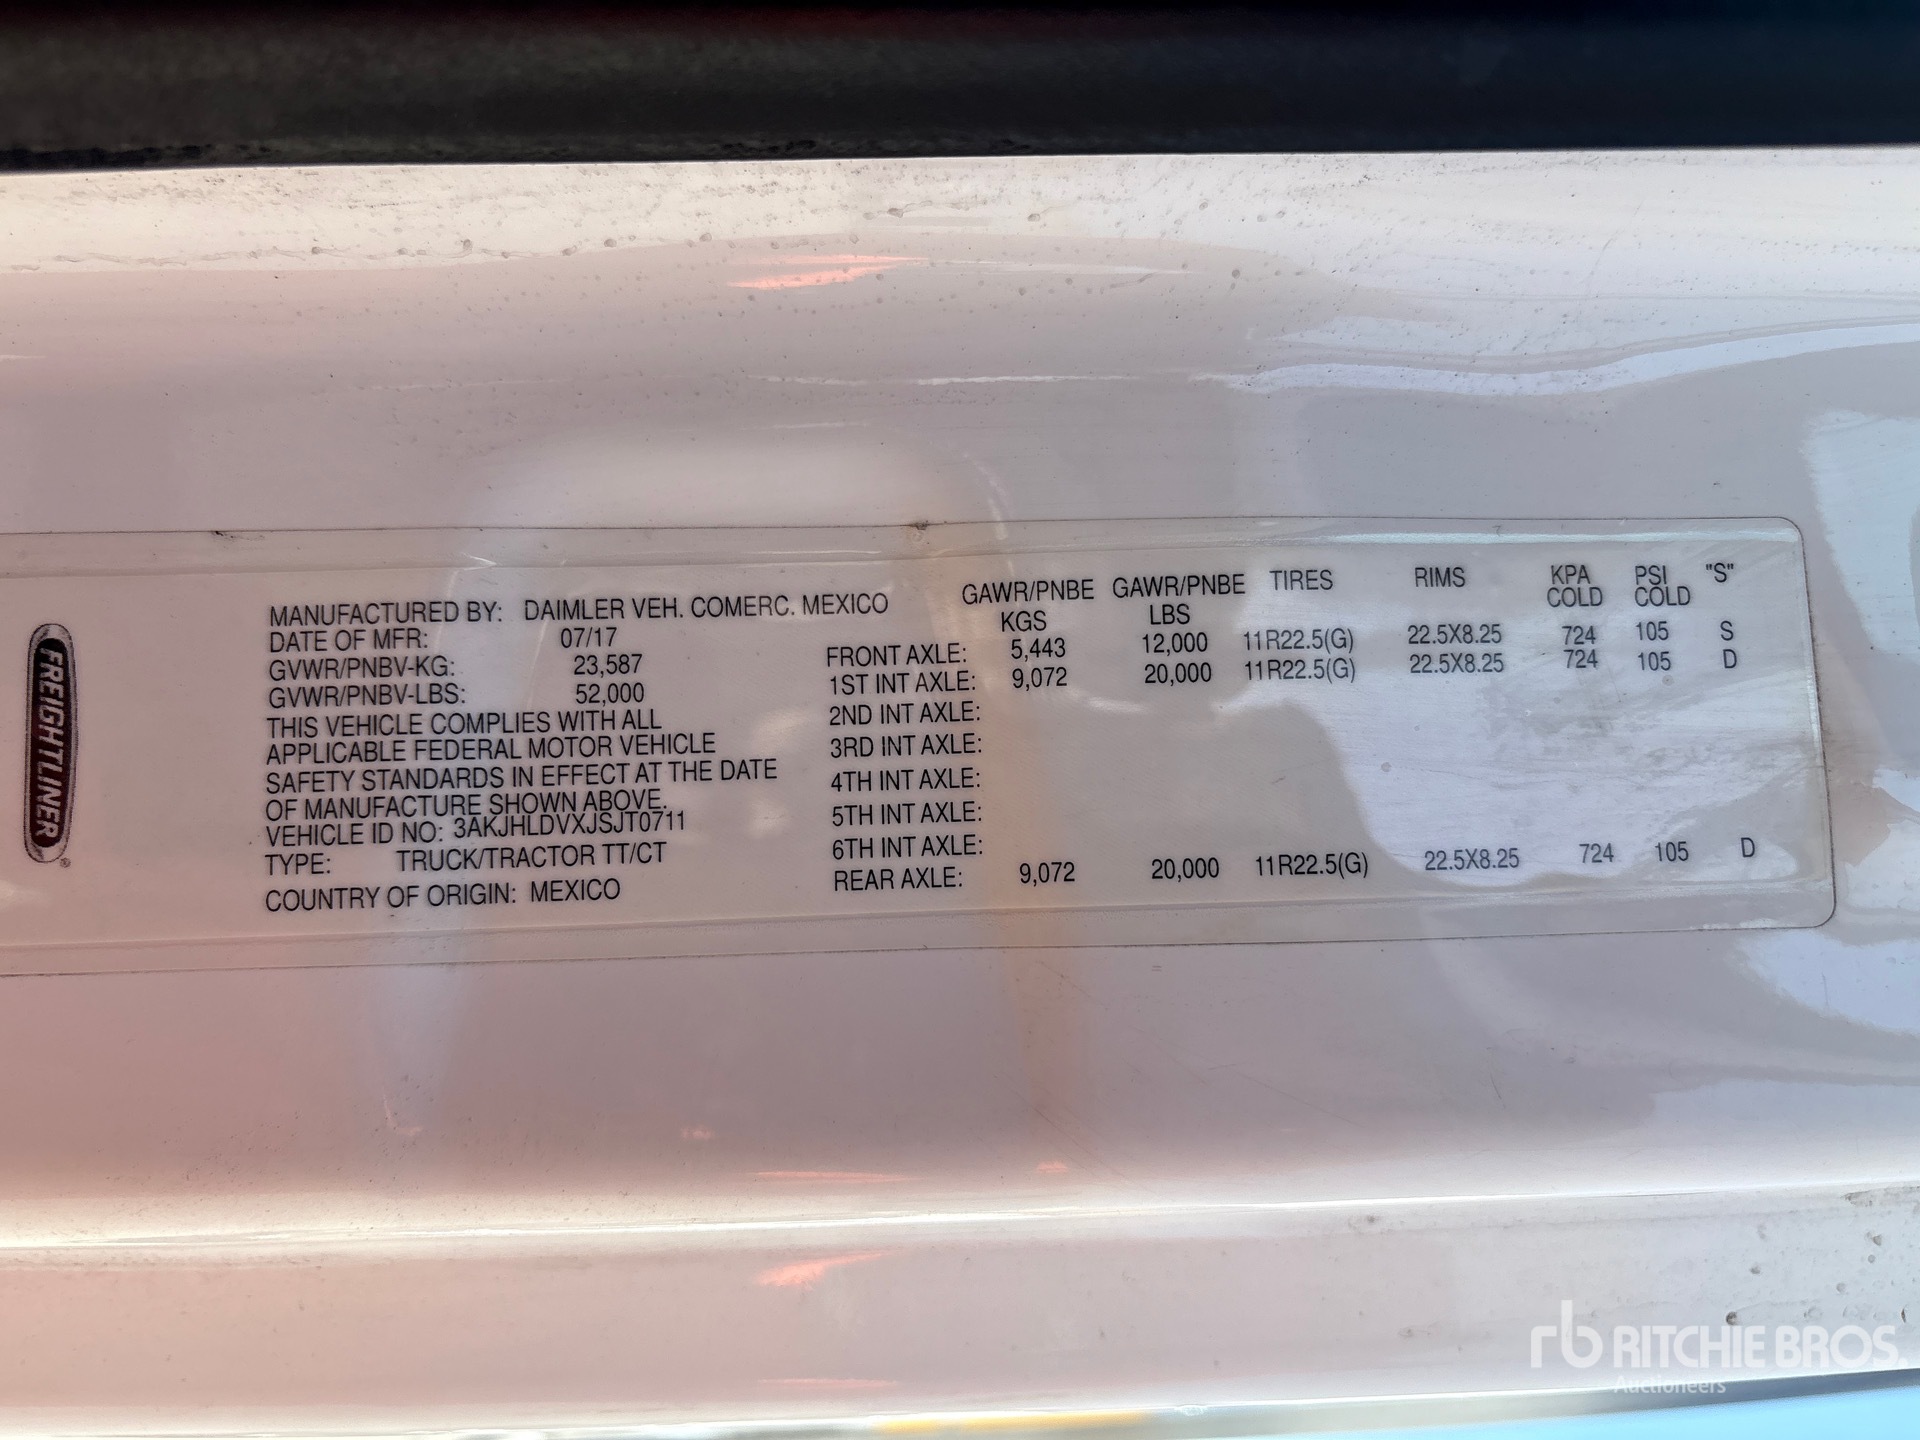 FREIGHTLINER
®
MANUFACTURED BY: DAIMLER VEH. COMERC. MEXICO
DATE OF MFR: 07/17
GVWR/PNBV-KG: 23,587
GVWR/PNBV-LBS: 52,000
THIS VEHICLE COMPLIES WITH ALL
APPLICABLE FEDERAL MOTOR VEHICLE
SAFETY STANDARDS IN EFFECT AT THE DATE
OF MANUFACTURE SHOWN ABOVE.
VEHICLE ID NO: 3AKJHLDVXJSJT0711
TYPE: TRUCK/TRACTOR TT/CT
COUNTRY OF ORIGIN: MEXICO
GAWR/PNBE GAWR/PNBE TIRES RIMS KPA PSI "S"
KGS LBS COLD COLD
FRONT AXLE: 5,443 12,000 11R22.5(G) 22.5X8.25 724 105 S
1ST INT AXLE: 9,072 20,000 11R22.5(G) 22.5X8.25 724 105 D
2ND INT AXLE:
3RD INT AXLE:
4TH INT AXLE:
5TH INT AXLE:
6TH INT AXLE:
REAR AXLE: 9,072 20,000 11R22.5(G) 22.5X8.25 724 105 D
rb RITCHIE BROS.
Auctioneers